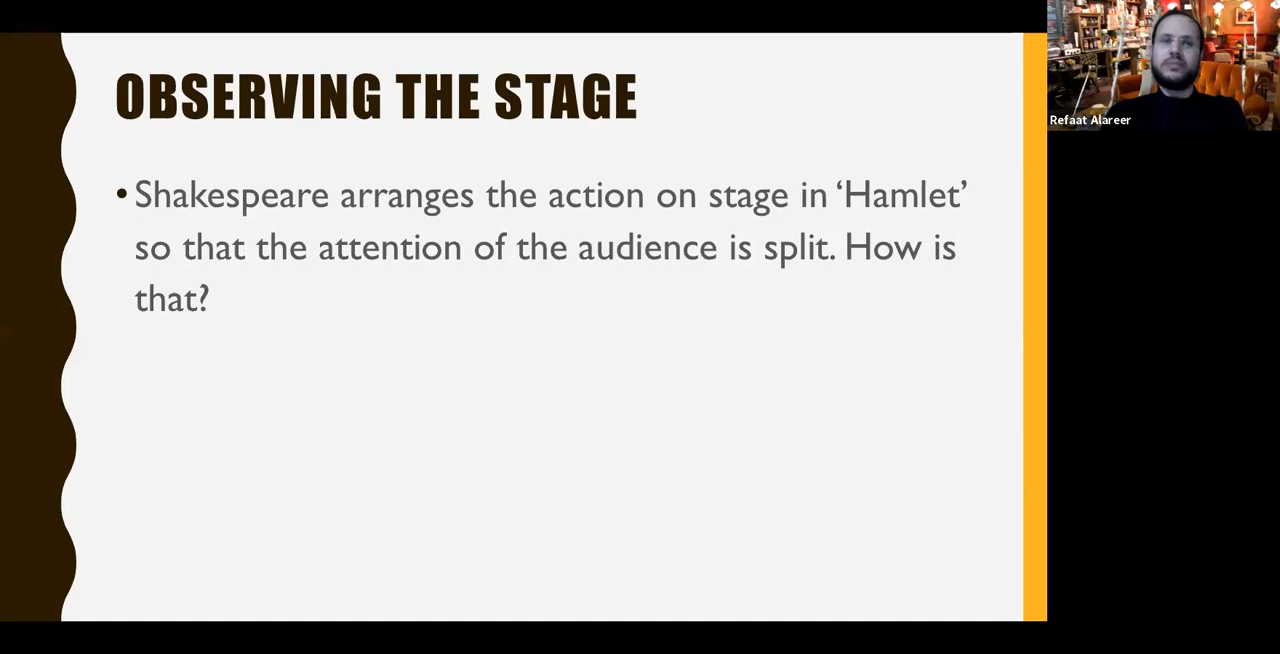 OBSERVING THE STAGE
• Shakespeare arranges the action on stage in ‘Hamlet’
so that the attention of the audience is split. How is
that?
Refaat Alareer